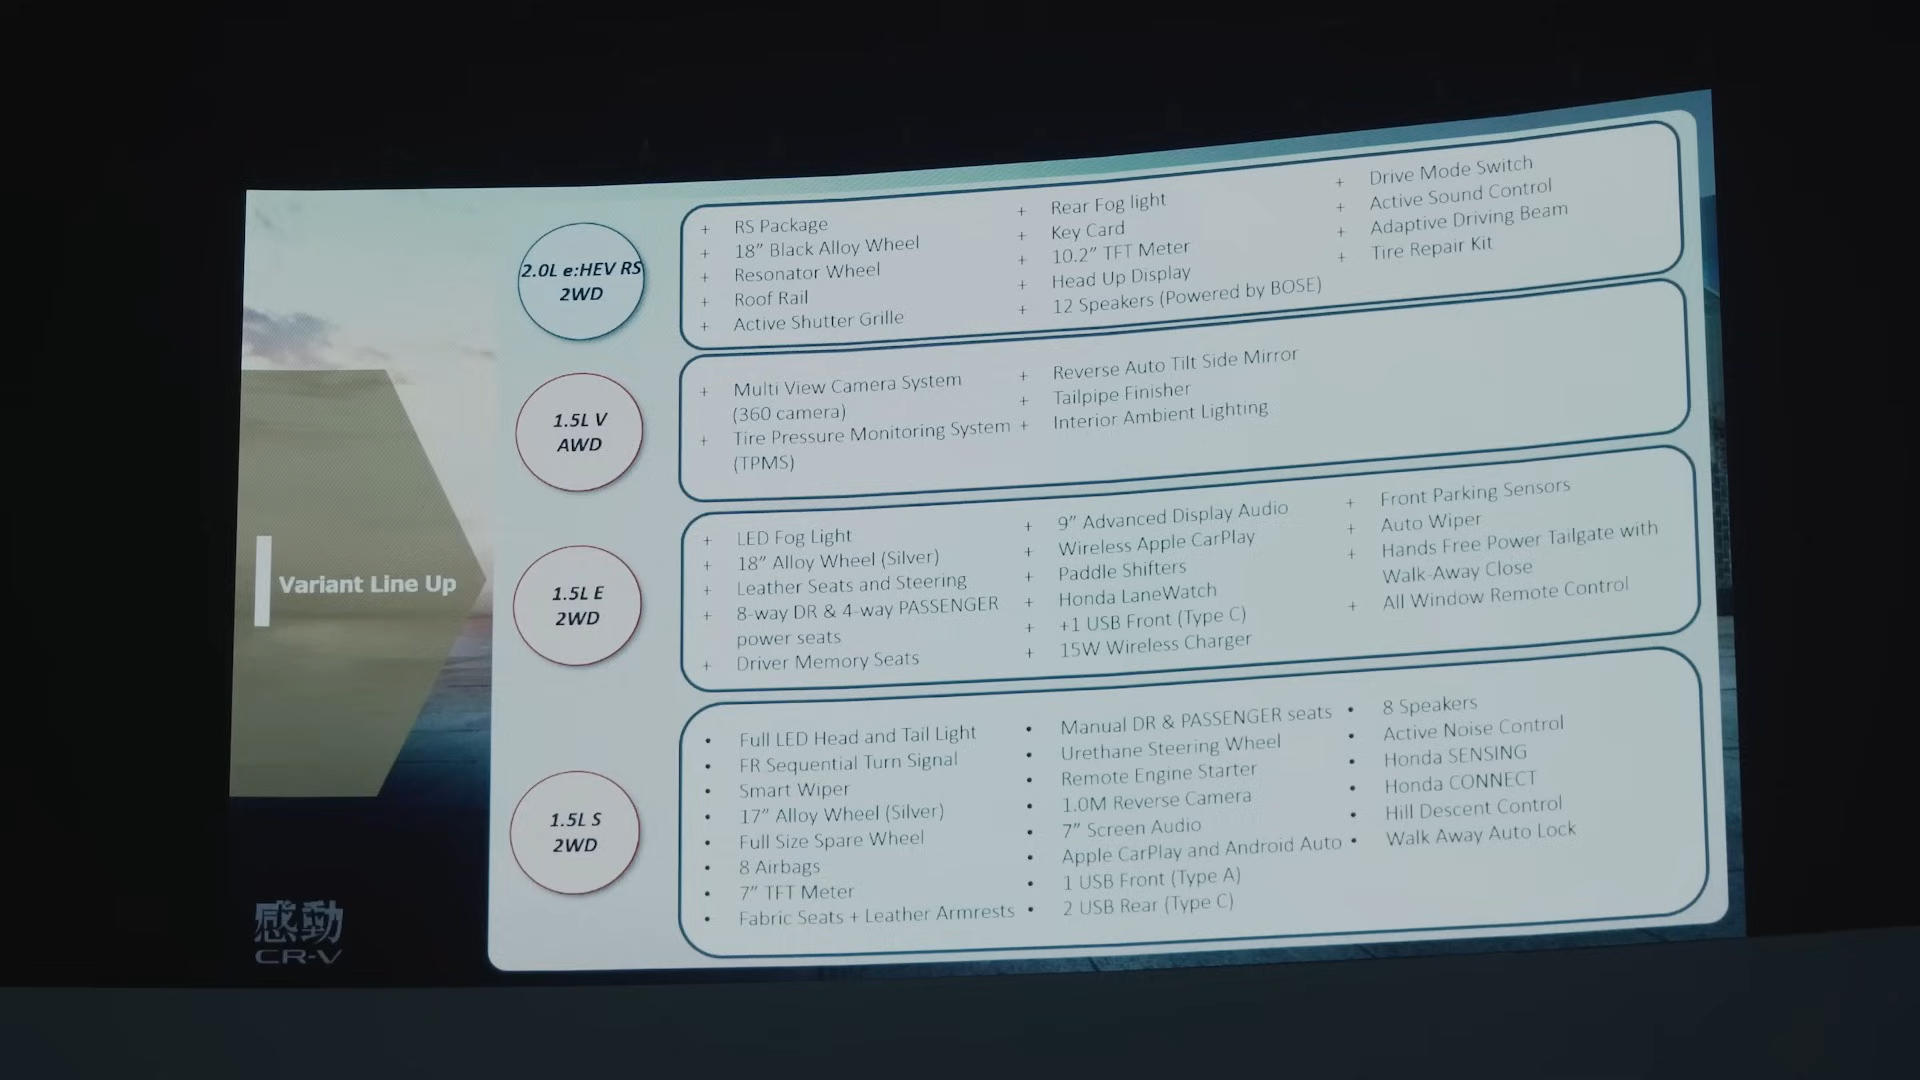 Variant Line Up
感動
CR-V
2.0L e:HEV RS
2WD
+ RS Package
+ 18” Black Alloy Wheel
+ Resonator Wheel
+ Roof Rail
+ Active Shutter Grille
+ Rear Fog light
+ Key Card
+ 10.2” TFT Meter
+ Head Up Display
+ 12 Speakers (Powered by BOSE)
+ Drive Mode Switch
+ Active Sound Control
+ Adaptive Driving Beam
+ Tire Repair Kit
1.5L V
AWD
+ Multi View Camera System
(360 camera)
+ Tire Pressure Monitoring System
(TPMS)
+ Reverse Auto Tilt Side Mirror
+ Tailpipe Finisher
+ Interior Ambient Lighting
1.5L E
2WD
+ LED Fog Light
+ 18” Alloy Wheel (Silver)
+ Leather Seats and Steering
+ 8-way DR & 4-way PASSENGER
power seats
+ Driver Memory Seats
+ 9” Advanced Display Audio
+ Wireless Apple CarPlay
+ Paddle Shifters
+ Honda LaneWatch
+ +1 USB Front (Type C)
+ 15W Wireless Charger
+ Front Parking Sensors
+ Auto Wiper
+ Hands Free Power Tailgate with
Walk-Away Close
+ All Window Remote Control
1.5L S
2WD
• Full LED Head and Tail Light
• FR Sequential Turn Signal
• Smart Wiper
• 17” Alloy Wheel (Silver)
• Full Size Spare Wheel
• 8 Airbags
• 7” TFT Meter
• Fabric Seats + Leather Armrests
• Manual DR & PASSENGER seats
• Urethane Steering Wheel
• Remote Engine Starter
• 1.0M Reverse Camera
• 7” Screen Audio
• Apple CarPlay and Android Auto
• 1 USB Front (Type A)
• 2 USB Rear (Type C)
• 8 Speakers
• Active Noise Control
• Honda SENSING
• Honda CONNECT
• Hill Descent Control
• Walk Away Auto Lock